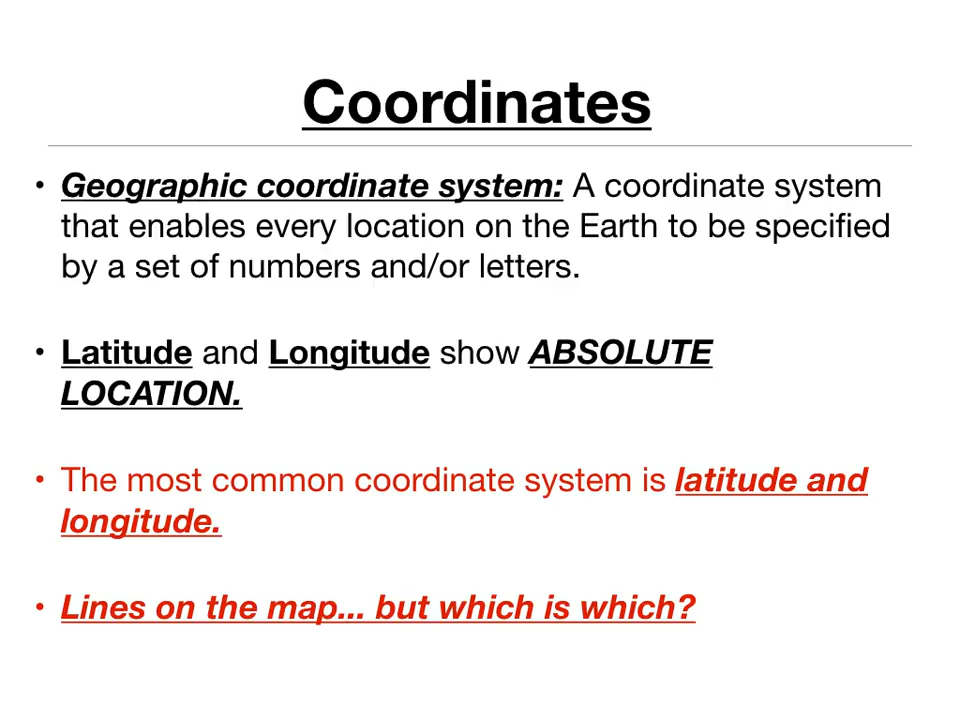 Coordinates
• Geographic coordinate system: A coordinate system
that enables every location on the Earth to be specified
by a set of numbers and/or letters.
• Latitude and Longitude show ABSOLUTE
LOCATION.
• The most common coordinate system is latitude and
longitude.
• Lines on the map... but which is which?